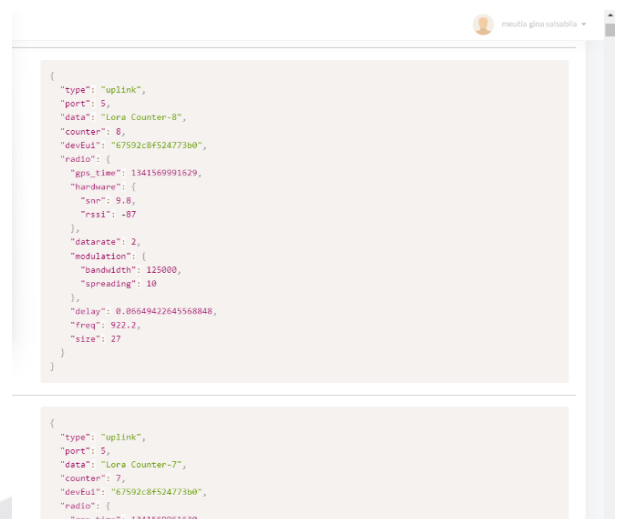 meutia gina salsabila
{
"type": "uplink",
"port": 5,
"data": "Lora Counter-8",
"counter": 8,
"devEui": "67592c8f524773b0",
"radio": {
"gps_time": 1341569991629,
"hardware": {
"snr": 9.8,
"rssi": -87
},
"datarate": 2,
"modulation": {
"bandwidth": 125000,
"spreading": 10
},
"delay": 0.06649422645568848,
"freq": 922.2,
"size": 27
}
}
{
"type": "uplink",
"port": 5,
"data": "Lora Counter-7",
"counter": 7,
"devEui": "67592c8f524773b0",
"radio": {